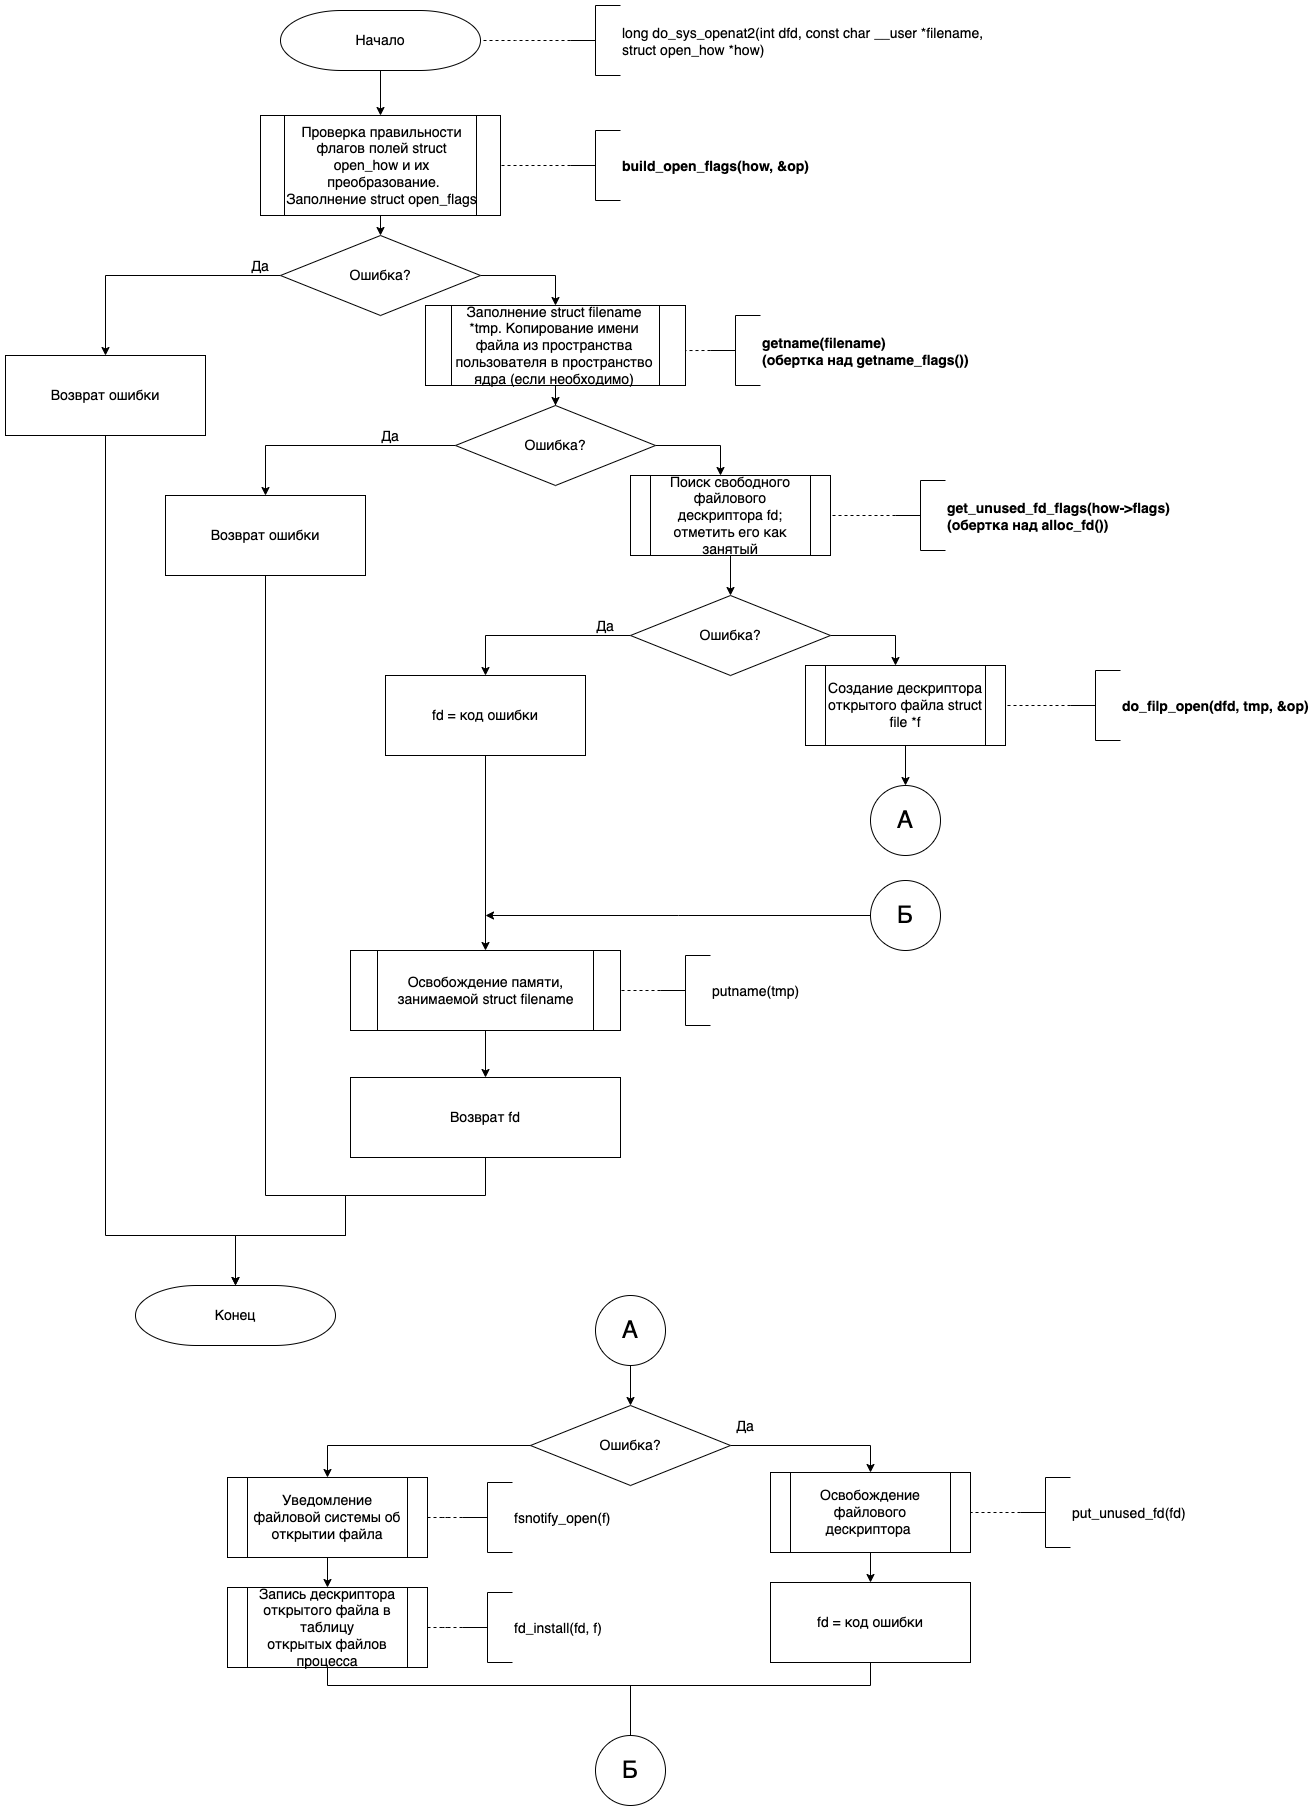 Начало
long do_sys_openat2(int dfd, const char __user *filename,
struct open_how *how)
Проверка правильности
флагов полей struct
open_how и их
преобразование.
Заполнение struct open_flags
build_open_flags(how, &op)
Ошибка?
Да
Возврат ошибки
Заполнение struct filename
*tmp. Копирование имени
файла из пространства
пользователя в пространство
ядра (если необходимо)
getname(filename)
(обертка над getname_flags())
Ошибка?
Да
Возврат ошибки
Поиск свободного
файлового
дескриптора fd;
отметить его как
занятый
get_unused_fd_flags(how->flags)
(обертка над alloc_fd())
Ошибка?
Да
fd = код ошибки
Создание дескриптора
открытого файла struct
file *f
do_filp_open(dfd, tmp, &op)
А
Б
Освобождение памяти,
занимаемой struct filename
putname(tmp)
Возврат fd
Конец
А
Ошибка?
Да
Уведомление
файловой системы об
открытии файла
fsnotify_open(f)
Освобождение
файлового
дескриптора
put_unused_fd(fd)
Запись дескриптора
открытого файла в
таблицу
открытых файлов
процесса
fd_install(fd, f)
fd = код ошибки
Б